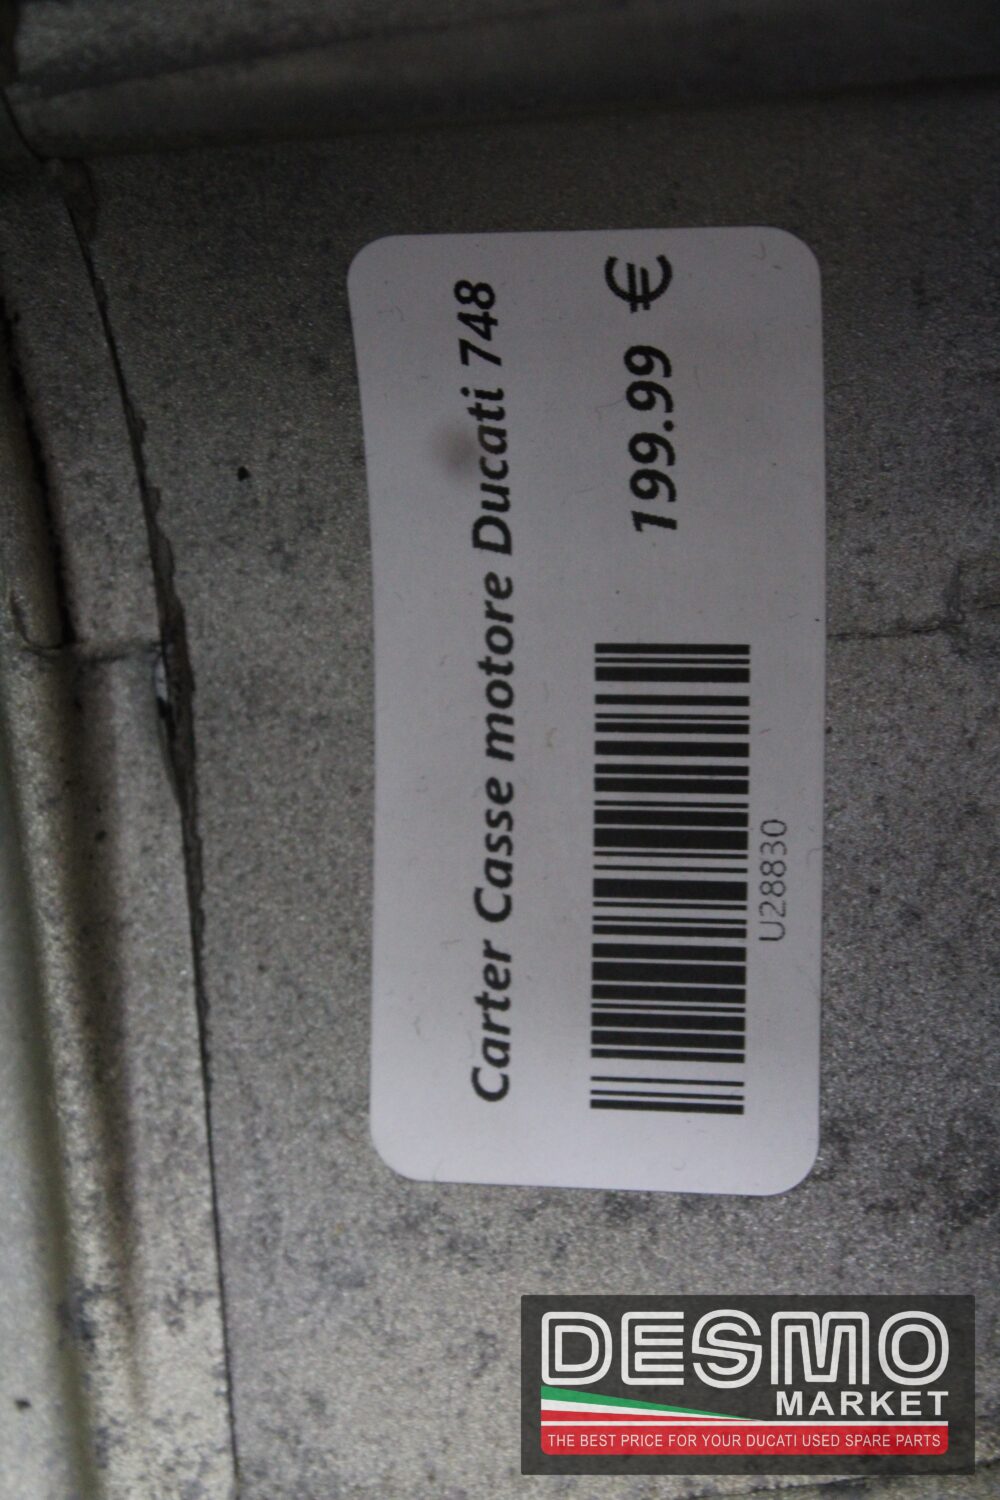 Carter Casse motore Ducati 748
199.99 €
U28830
DESMO
MARKET
THE BEST PRICE FOR YOUR DUCATI USED SPARE PARTS